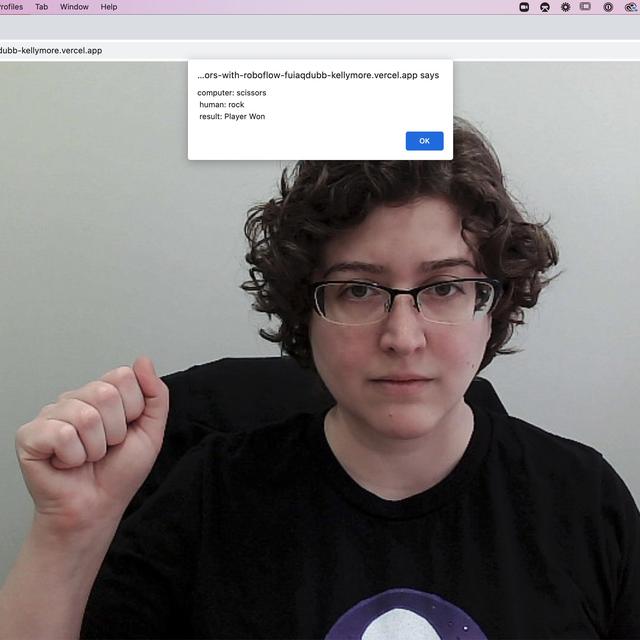 rofiles Tab Window Help
dubb-kellymore.vercel.app
...ors-with-roboflow-fuiaqdubb-kellymore.vercel.app says
computer: scissors
human: rock
result: Player Won
OK